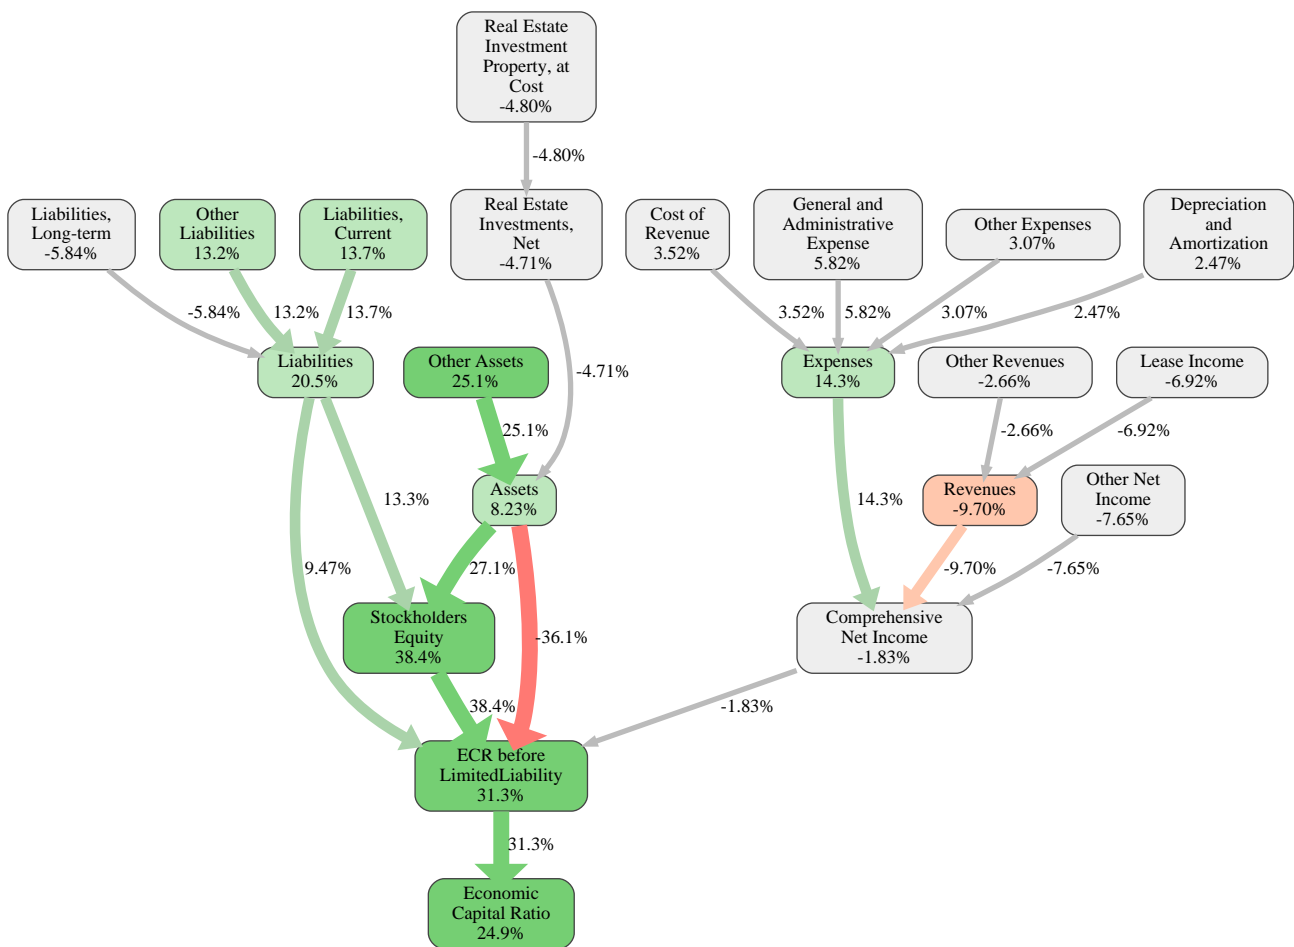 Real Estate
Investment
Property, at
Cost
-4.80%
-4.80%
Liabilities,
Long-term
-5.84%
Other
Liabilities
13.2%
Liabilities,
Current
13.7%
Real Estate
Investments,
Net
-4.71%
Cost of
Revenue
3.52%
General and
Administrative
Expense
5.82%
Other Expenses
3.07%
Depreciation
and
Amortization
2.47%
-5.84%
13.2%
13.7%
-4.71%
3.52%
5.82%
3.07%
2.47%
Liabilities
20.5%
Other Assets
25.1%
Expenses
14.3%
Other Revenues
-2.66%
Lease Income
-6.92%
25.1%
-2.66%
-6.92%
Assets
8.23%
Revenues
-9.70%
Other Net
Income
-7.65%
13.3%
14.3%
9.47%
27.1%
-36.1%
-9.70%
-7.65%
Stockholders
Equity
38.4%
Comprehensive
Net Income
-1.83%
38.4%
-1.83%
ECR before
LimitedLiability
31.3%
31.3%
Economic
Capital Ratio
24.9%